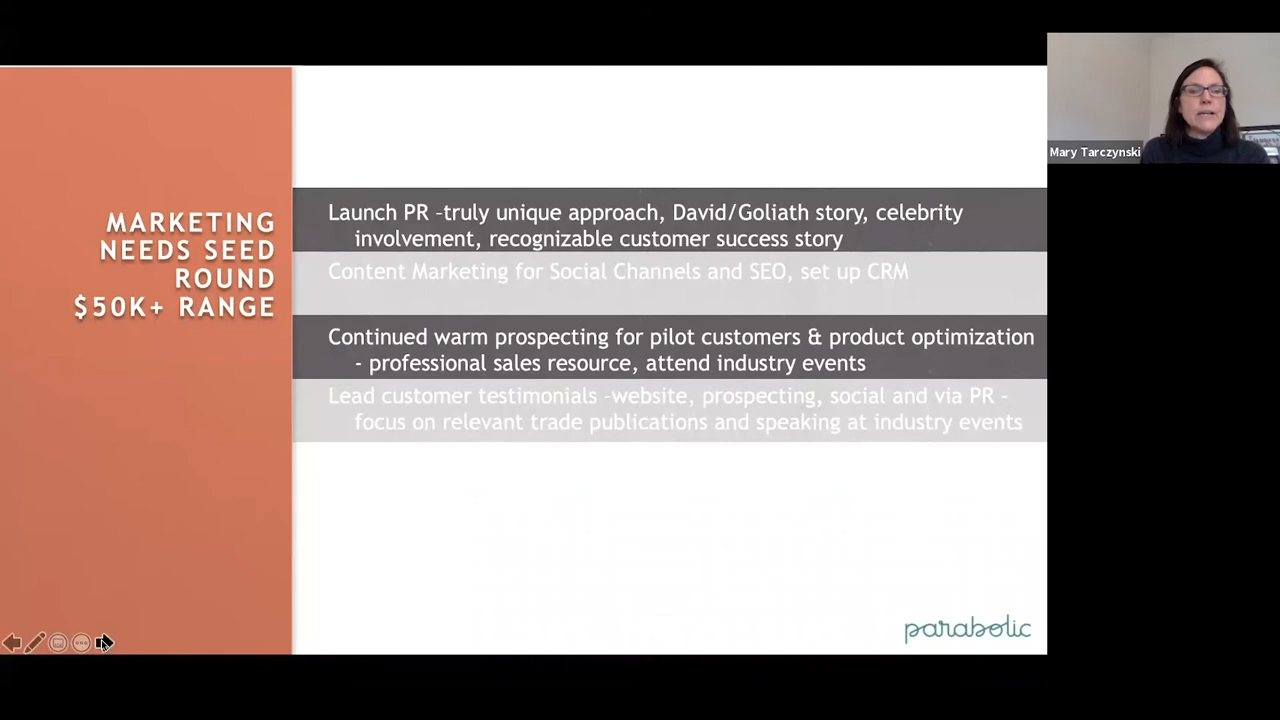 MARKETING
NEEDS SEED
ROUND
$50K+ RANGE
Launch PR –truly unique approach, David/Goliath story, celebrity
involvement, recognizable customer success story
Content Marketing for Social Channels and SEO, set up CRM
Continued warm prospecting for pilot customers & product optimization
- professional sales resource, attend industry events
Lead customer testimonials –website, prospecting, social and via PR –
focus on relevant trade publications and speaking at industry events
parabolic
Mary Tarczynski